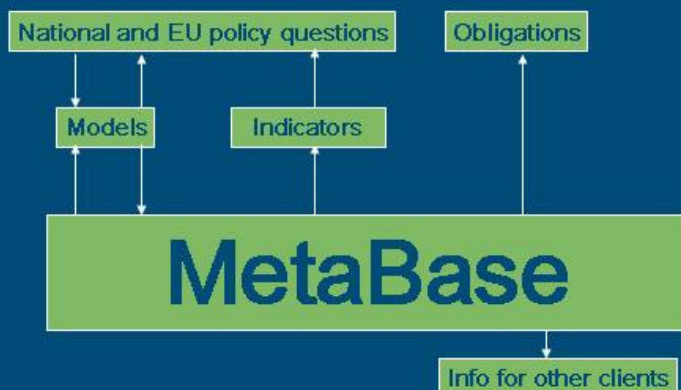 National and EU policy questions
Obligations
Models
Indicators
MetaBase
Info for other clients